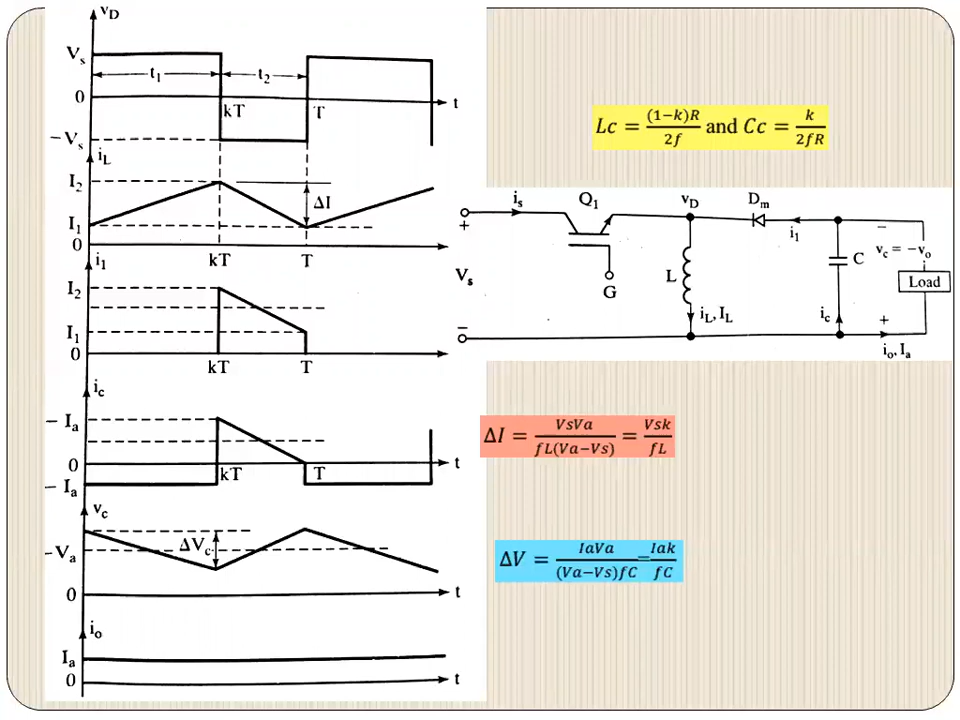 v_D
V_s
t_1 t_2
0 kT T t
−V_s
i_L
I_2
ΔI
I_1
0 kT T
i_1
I_2
I_1
0 kT T
i_c
− I_a
0 kT T t
− I_a
v_c
ΔV_c
−V_a
0 t
i_o
I_a
0 t
Lc = (1−k)R / 2f and Cc = k / 2fR
i_s Q_1 v_D D_m
+ i_1 − v_c = −v_o
V_s G L C i Load
− i_L, I_L i_c +
i_o, I_a
ΔI = VsVa / fL(Va−Vs) = Vsk / fL
ΔV = IaVa / (Va−Vs)fC = Iak / fC